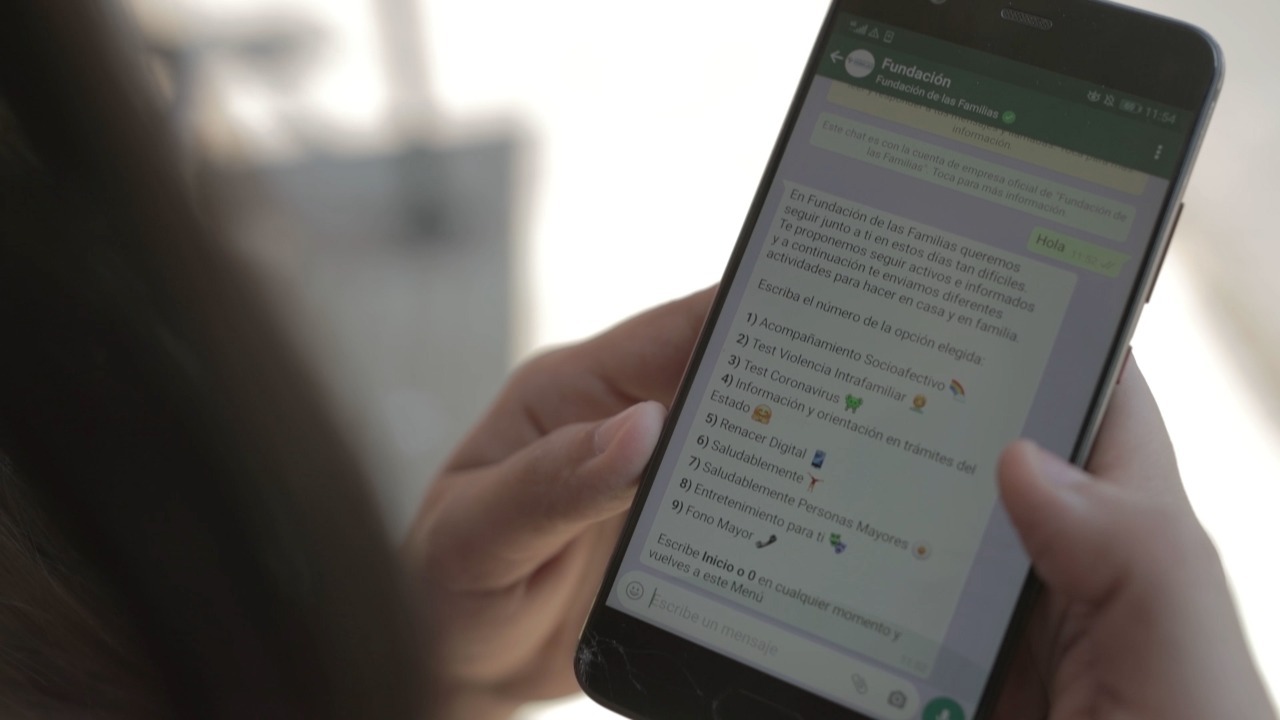 Fundación
Fundación de las Familias
11:54
información.
Este chat es con la cuenta de empresa oficial de "Fundación de
las Familias". Toca para más información.
Hola
En Fundación de las Familias queremos
seguir junto a ti en estos días tan difíciles.
Te proponemos seguir activos e informados
y a continuación te enviamos diferentes
actividades para hacer en casa y en familia.
Escriba el número de la opción elegida:
1) Acompañamiento Socioafectivo 🌈
2) Test Violencia Intrafamiliar
3) Test Coronavirus
4) Información y orientación en trámites del
Estado 🤗
5) Renacer Digital 📱
6) Saludablemente
7) Saludablemente Personas Mayores
8) Entretenimiento para ti 🎭
9) Fono Mayor 📞
Escribe Inicio o 0 en cualquier momento y
vuelves a este Menú
Escribe un mensaje